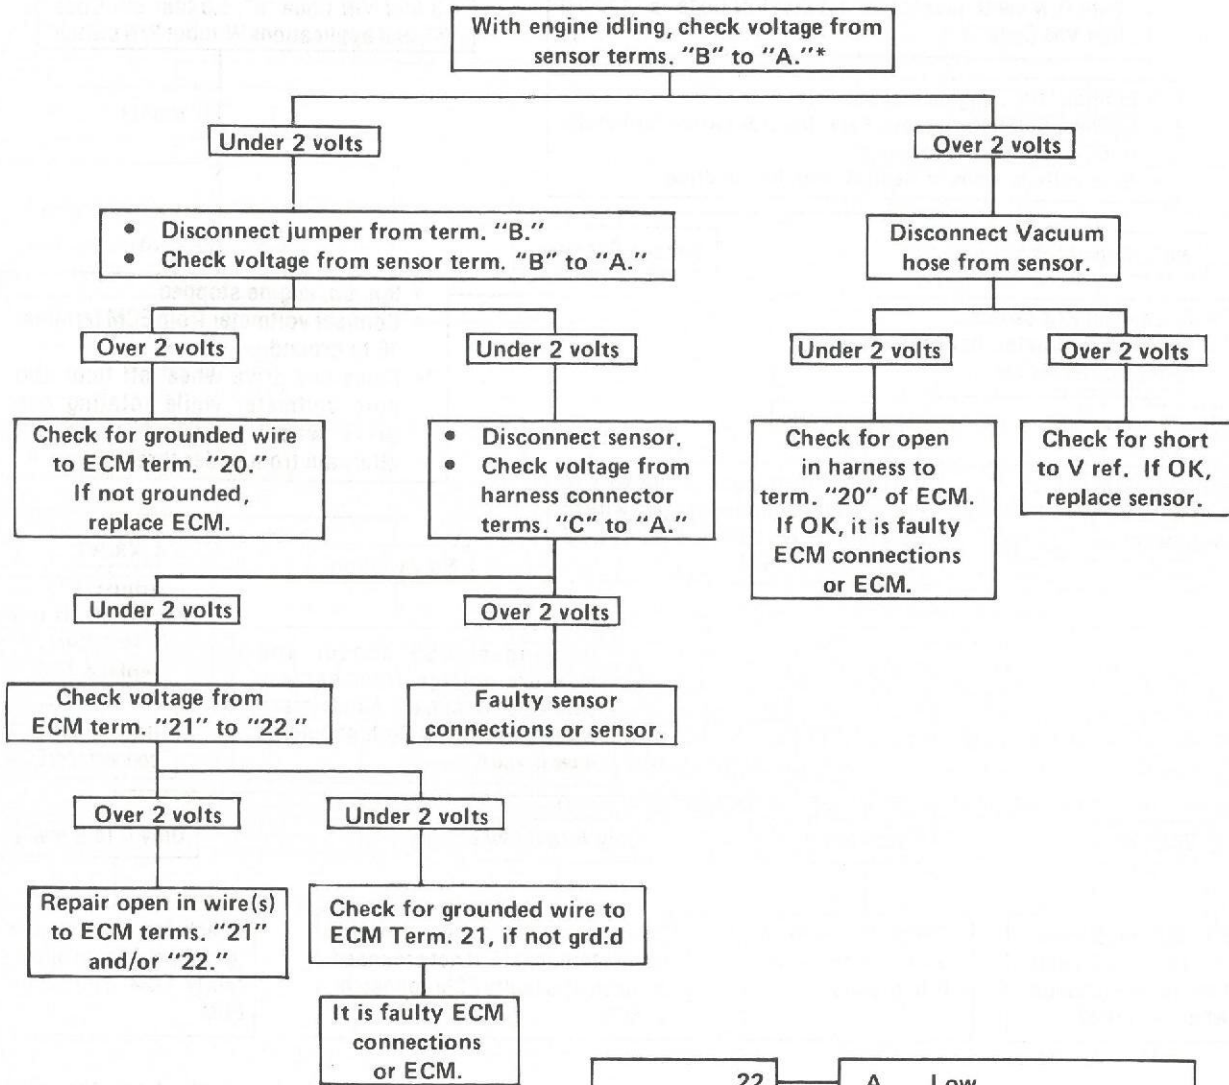 With engine idling, check voltage from
sensor terms. "B" to "A."*
Under 2 volts
Over 2 volts
• Disconnect jumper from term. "B."
• Check voltage from sensor term. "B" to "A."
Disconnect Vacuum
hose from sensor.
Over 2 volts
Under 2 volts
Under 2 volts
Over 2 volts
Check for grounded wire
to ECM term. "20."
If not grounded,
replace ECM.
• Disconnect sensor.
• Check voltage from
harness connector
terms. "C" to "A."
Check for open
in harness to
term. "20" of ECM.
If OK, it is faulty
ECM connections
or ECM.
Check for short
to V ref. If OK,
replace sensor.
Under 2 volts
Over 2 volts
Check voltage from
ECM term. "21" to "22."
Faulty sensor
connections or sensor.
Over 2 volts
Under 2 volts
Repair open in wire(s)
to ECM terms. "21"
and/or "22."
Check for grounded wire to
ECM Term. 21, if not grd.'d
It is faulty ECM
connections
or ECM.
22
A Low